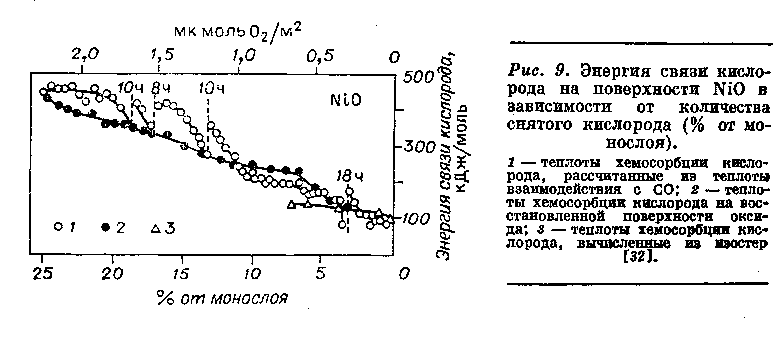 мк моль O₂/м²
2,0 1,5 1,0 0,5 0
10ч 8ч 10ч
NiO
18ч
500
300
100
Энергия связи кислорода,
кДж/моль
○ 1 ● 2 △ 3
25 20 15 10 5 0
% от монослоя
Рис. 9. Энергия связи кисло-
рода на поверхности NiO в
зависимости от количества
снятого кислорода (% от мо-
нослоя).
1 — теплоты хемосорбции кисло-
рода, рассчитанные из теплоты
взаимодействия с CO; 2 — тепло-
ты хемосорбции кислорода на вос-
становленной поверхности окси-
да; 3 — теплоты хемосорбции кис-
лорода, вычисленные из изостер
[32].